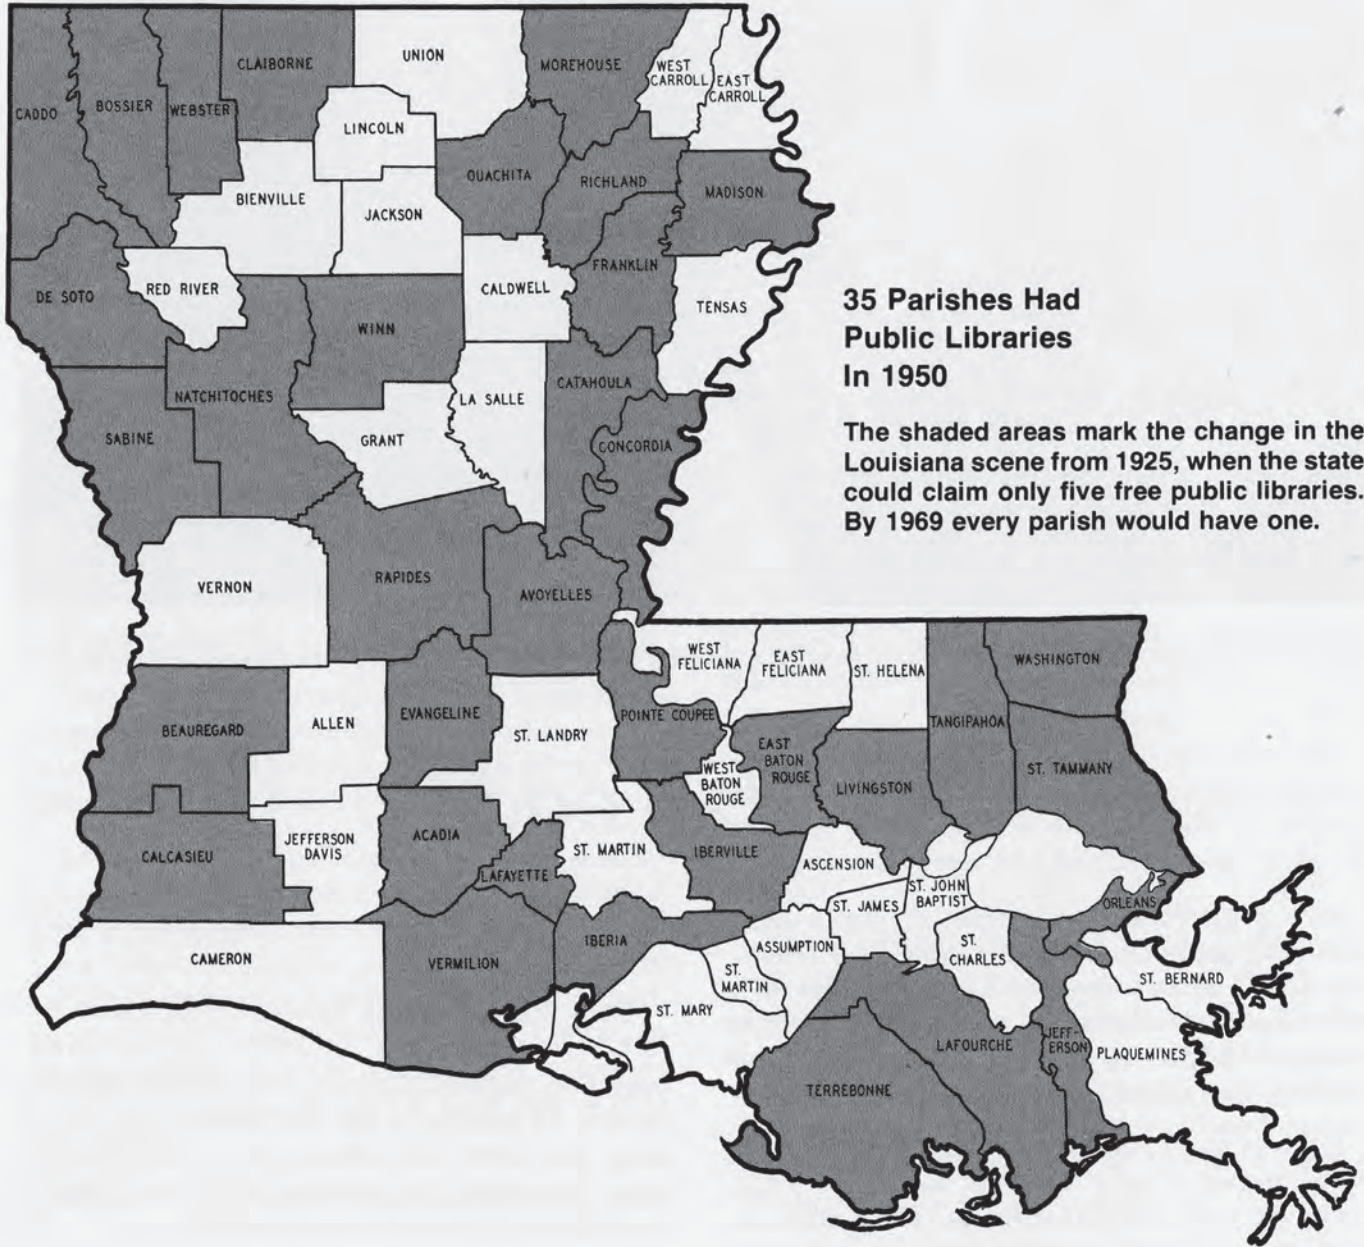 CLAIBORNE
UNION
MOREHOUSE
WEST
CARROLL
EAST
CARROLL
CADDO
BOSSIER
WEBSTER
LINCOLN
OUACHITA
RICHLAND
MADISON
BIENVILLE
JACKSON
FRANKLIN
DE SOTO
RED RIVER
CALDWELL
TENSAS
WINN
NATCHITOCHES
LA SALLE
CATAHOULA
SABINE
GRANT
CONCORDIA
35 Parishes Had
Public Libraries
In 1950
The shaded areas mark the change in the
Louisiana scene from 1925, when the state
could claim only five free public libraries.
By 1969 every parish would have one.
VERNON
RAPIDES
AVOYELLES
WEST
FELICIANA
EAST
FELICIANA
ST. HELENA
WASHINGTON
BEAUREGARD
ALLEN
EVANGELINE
ST. LANDRY
POINTE COUPEE
TANGIPAHOA
WEST
BATON
ROUGE
EAST
BATON
ROUGE
LIVINGSTON
ST. TAMMANY
CALCASIEU
JEFFERSON
DAVIS
ACADIA
LAFAYETTE
ST. MARTIN
IBERVILLE
ASCENSION
ST. JAMES
ST. JOHN
BAPTIST
ORLEANS
CAMERON
VERMILION
IBERIA
ASSUMPTION
ST.
CHARLES
ST. BERNARD
ST.
MARTIN
ST. MARY
LAFOURCHE
JEFF-
ERSON
PLAQUEMINES
TERREBONNE